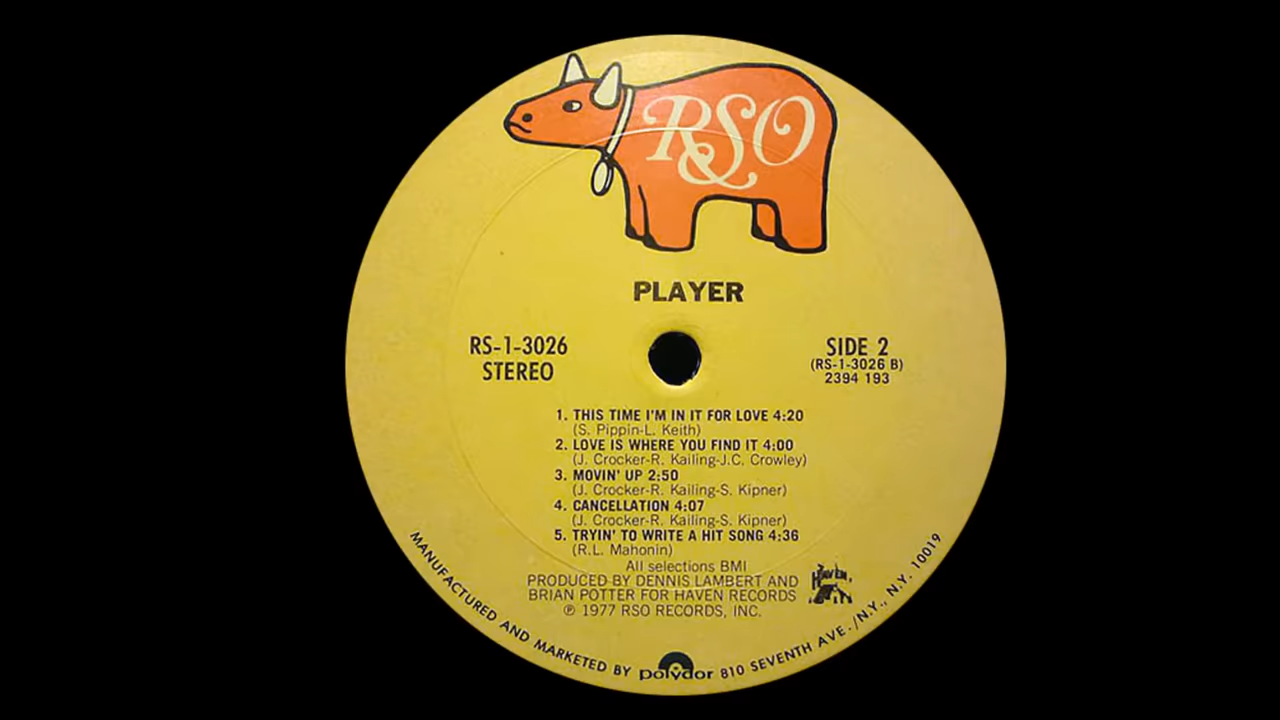 RSO
PLAYER
RS-1-3026
STEREO
SIDE 2
(RS-1-3026 B)
2394 193
1. THIS TIME I'M IN IT FOR LOVE 4:20
(S. Pippin-L. Keith)
2. LOVE IS WHERE YOU FIND IT 4:00
(J. Crocker-R. Kailing-J.C. Crowley)
3. MOVIN' UP 2:50
(J. Crocker-R. Kailing-S. Kipner)
4. CANCELLATION 4:07
(J. Crocker-R. Kailing-S. Kipner)
5. TRYIN' TO WRITE A HIT SONG 4:36
(R.L. Mahonin)
All selections BMI
PRODUCED BY DENNIS LAMBERT AND
BRIAN POTTER FOR HAVEN RECORDS
℗ 1977 RSO RECORDS, INC.
HAVEN
MANUFACTURED AND MARKETED BY polydor 810 SEVENTH AVE./N.Y., N.Y. 10019